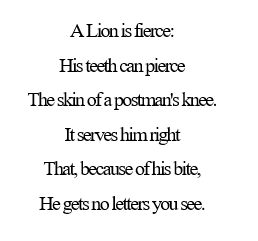 A Lion is fierce:
His teeth can pierce
The skin of a postman's knee.
It serves him right
That, because of his bite,
He gets no letters you see.